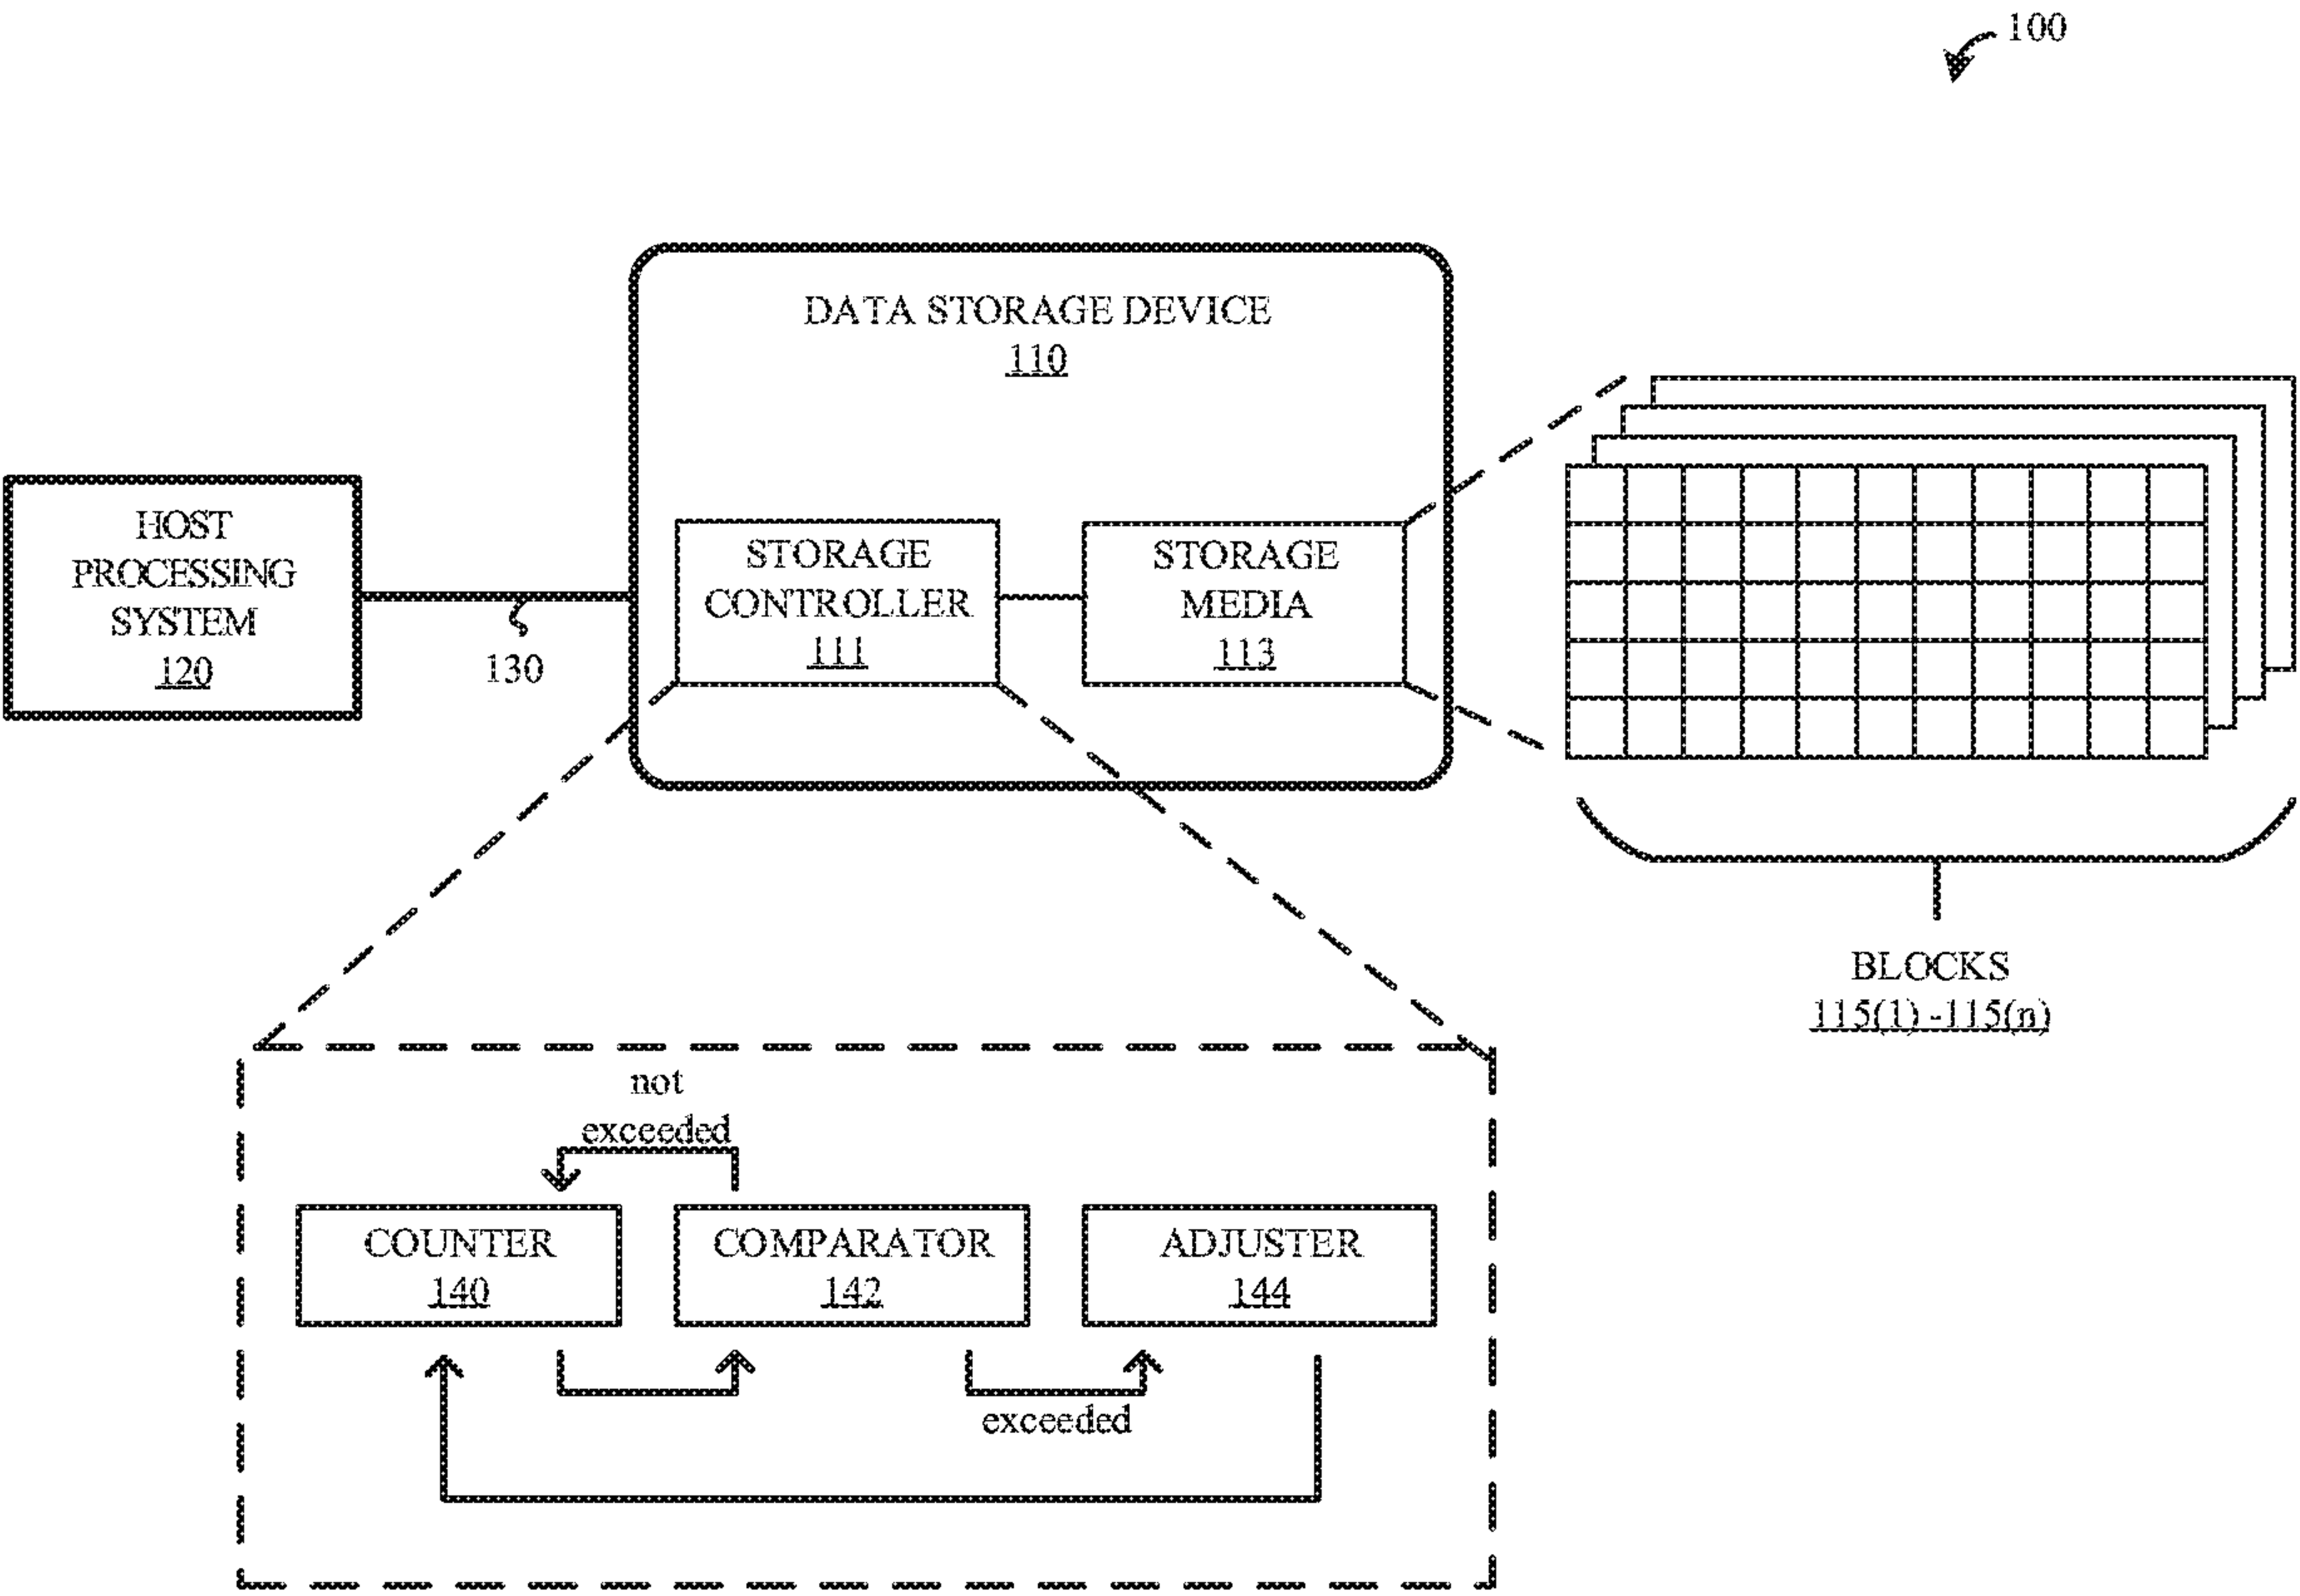 100
DATA STORAGE DEVICE
110
HOST
PROCESSING
SYSTEM
120
130
STORAGE
CONTROLLER
111
STORAGE
MEDIA
113
BLOCKS
115(1) -115(n)
not
exceeded
COUNTER
140
COMPARATOR
142
ADJUSTER
144
exceeded